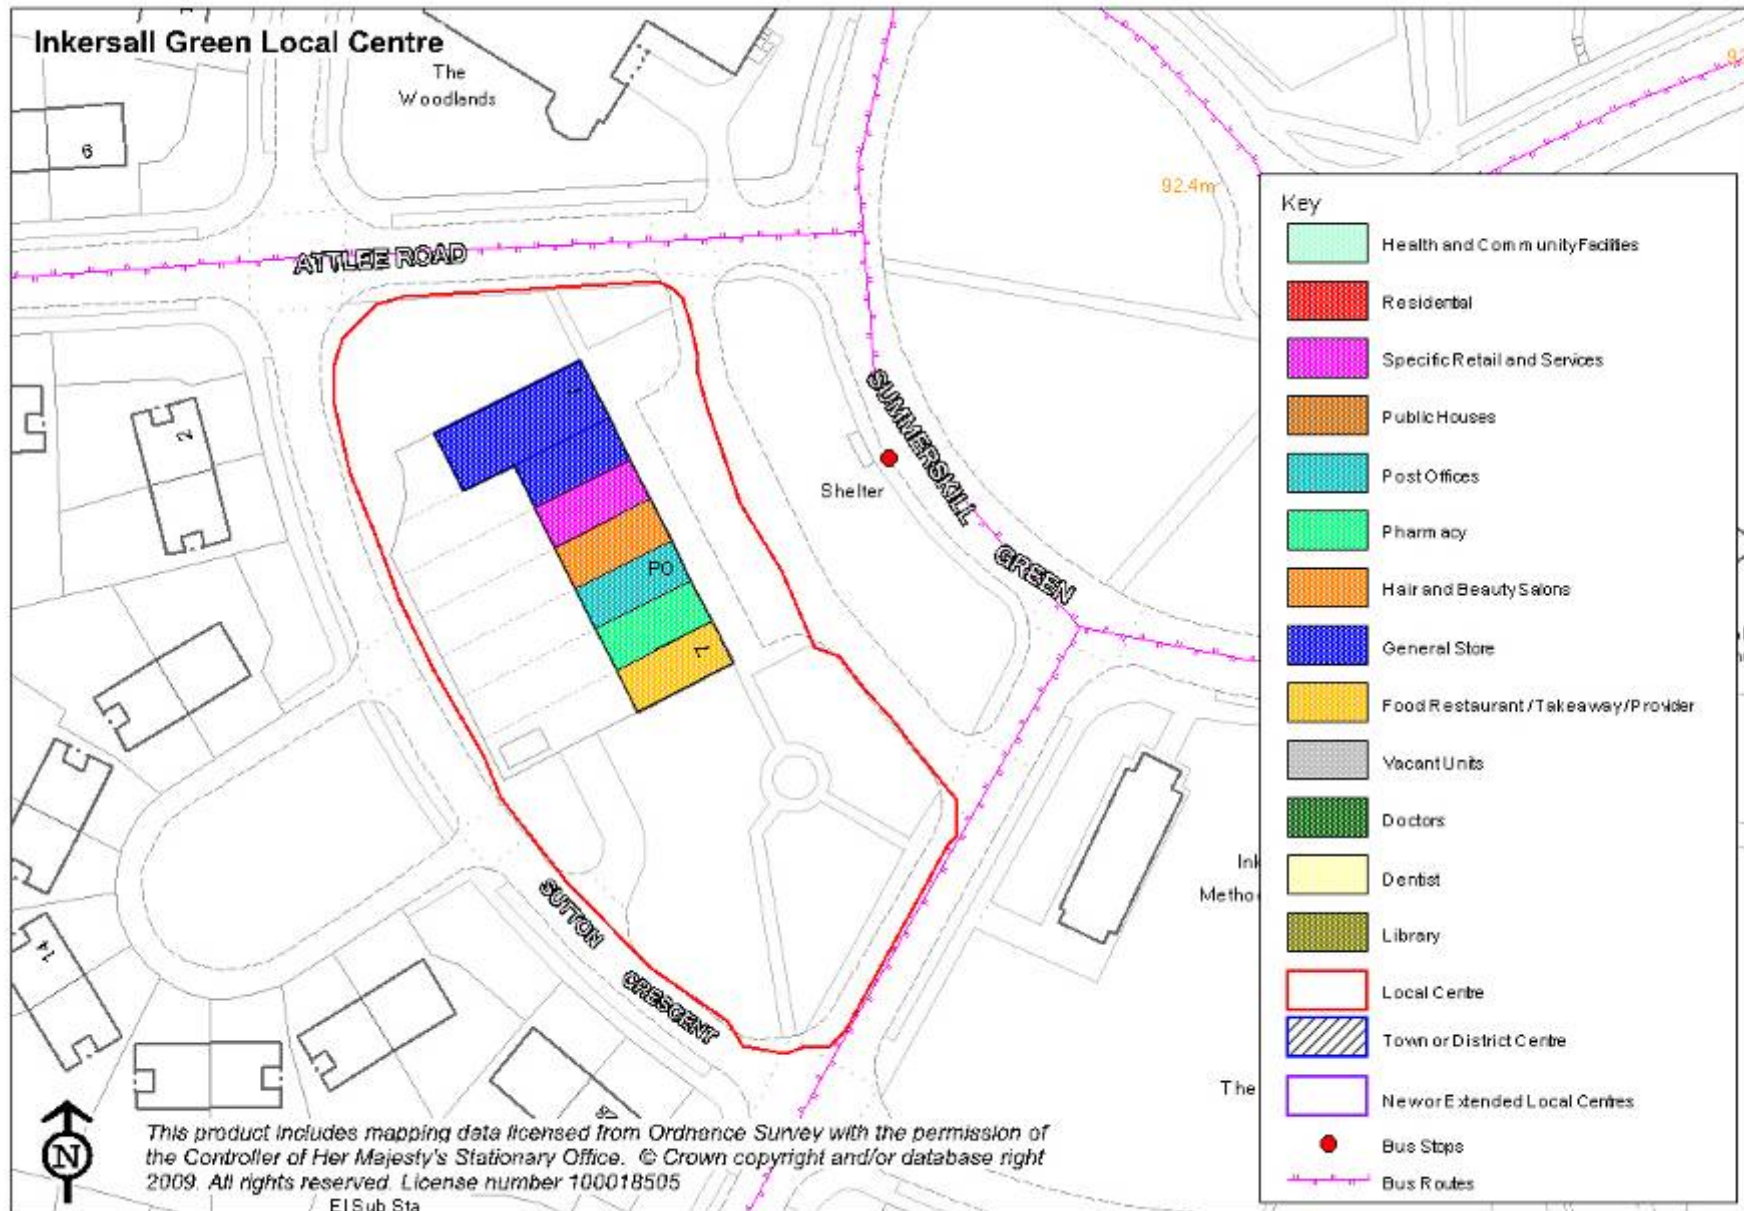 Inkersall Green Local Centre
The
Woodlands
9
92.4m
ATTLEE ROAD
Key
Health and Community Facilities
Residential
Specific Retail and Services
Public Houses
Post Offices
Pharmacy
Hair and Beauty Salons
General Store
Food Restaurant/Takeaway/Provider
Vacant Units
Doctors
Dentist
Library
Local Centre
Town or District Centre
New or Extended Local Centres
Bus Stops
Bus Routes
1
2
SUMMERSKILL
GREEN
Shelter
PO
7
Ink
Metho
SUTTON
CRESCENT
14
The
N
This product includes mapping data licensed from Ordnance Survey with the permission of
the Controller of Her Majesty's Stationary Office. © Crown copyright and/or database right
2009. All rights reserved. License number 100018505
El Sub Sta